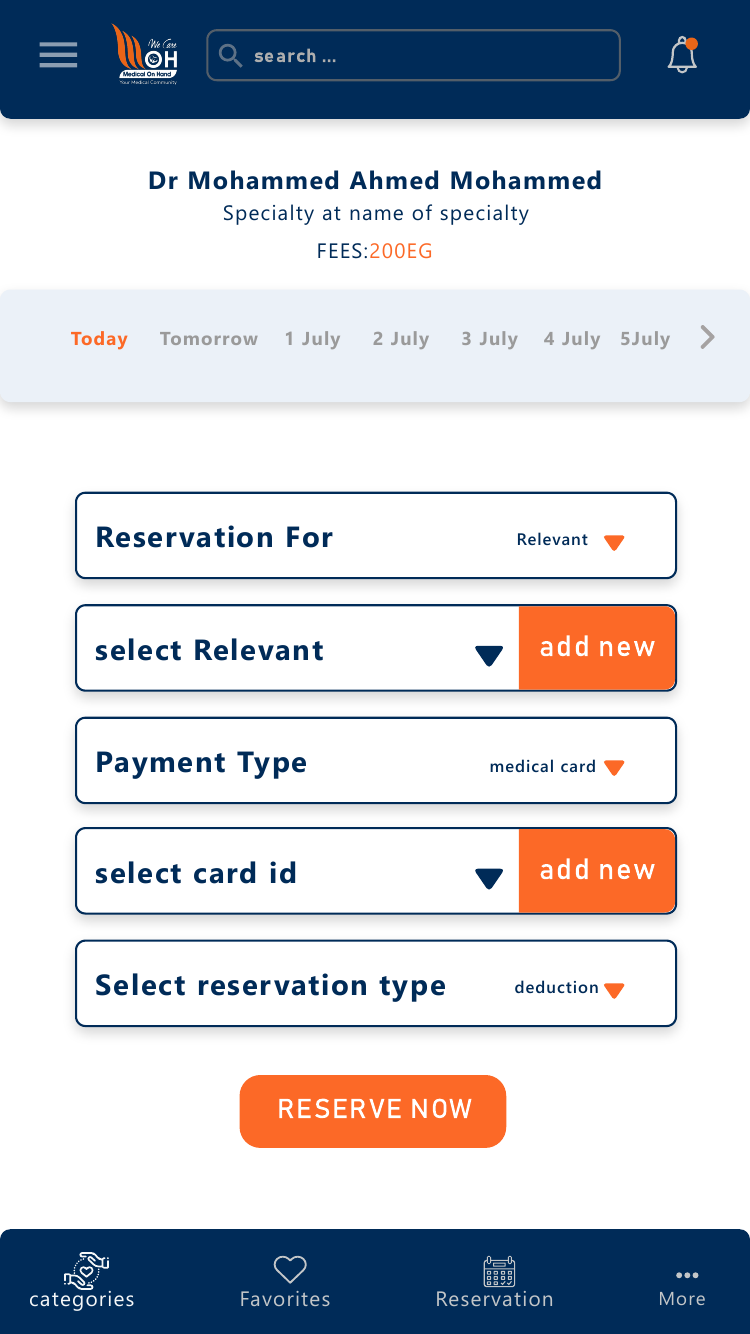 We Care
OH
Medical On Hand
Your Medical Community
search ...
Dr Mohammed Ahmed Mohammed
Specialty at name of specialty
FEES:200EG
Today Tomorrow 1 July 2 July 3 July 4 July 5July
Reservation For Relevant
select Relevant add new
Payment Type medical card
select card id add new
Select reservation type deduction
RESERVE NOW
categories Favorites Reservation More